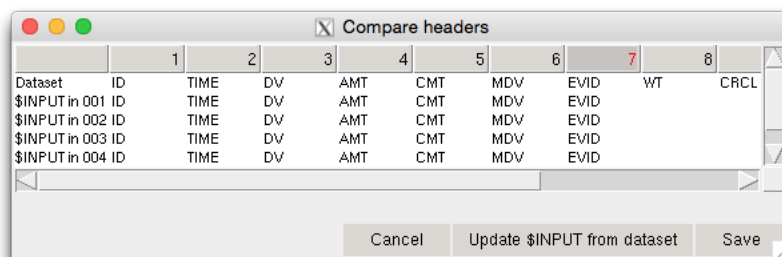 Compare headers
1 2 3 4 5 6 7 8
Dataset ID TIME DV AMT CMT MDV EVID WT CRCL
$INPUT in 001 ID TIME DV AMT CMT MDV EVID
$INPUT in 002 ID TIME DV AMT CMT MDV EVID
$INPUT in 003 ID TIME DV AMT CMT MDV EVID
$INPUT in 004 ID TIME DV AMT CMT MDV EVID
Cancel Update $INPUT from dataset Save